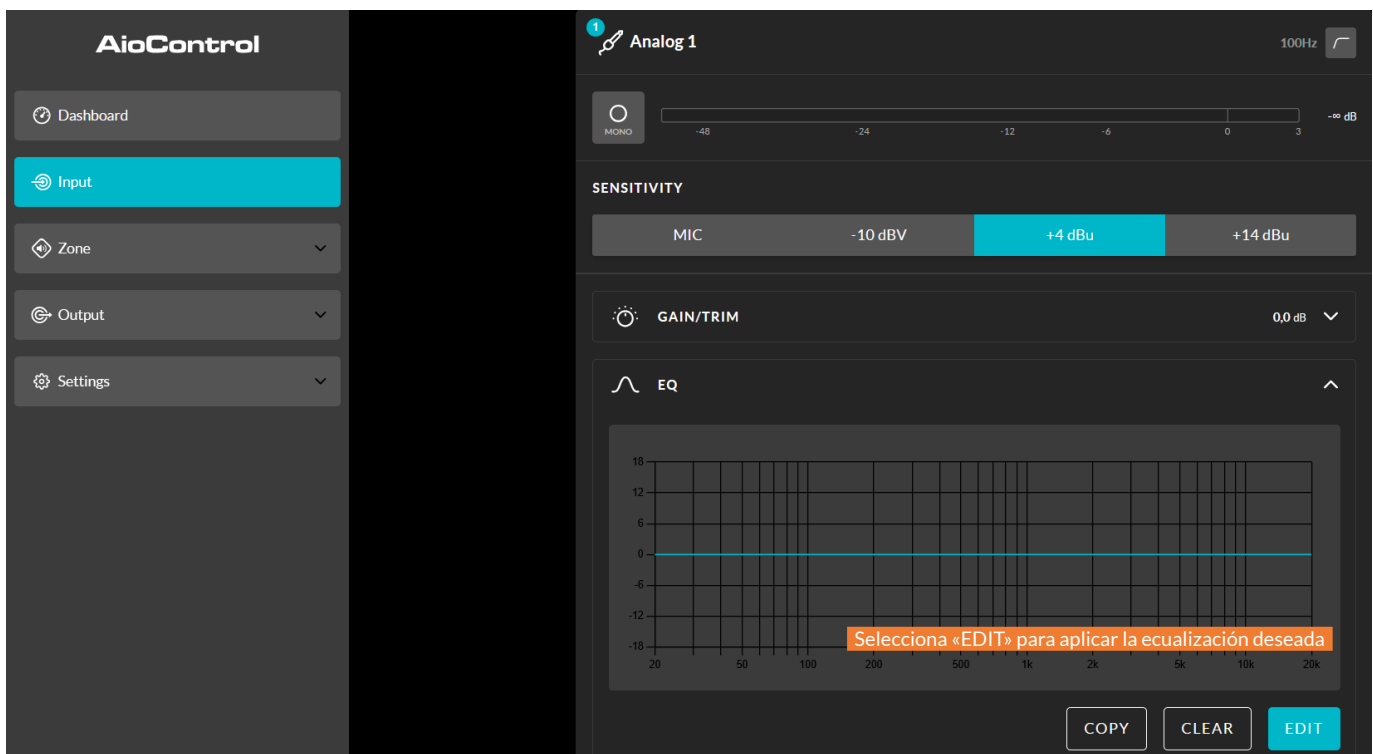 AioControl
Dashboard
Input
Zone
Output
Settings
1
Analog 1
100Hz
MONO
-48 -24 -12 -6 0 3
-∞ dB
SENSITIVITY
MIC -10 dBV +4 dBu +14 dBu
GAIN/TRIM 0,0 dB
EQ
18
12
6
0
-6
-12
-18
Selecciona «EDIT» para aplicar la ecualización deseada
20 50 100 200 500 1k 2k 5k 10k 20k
COPY CLEAR EDIT